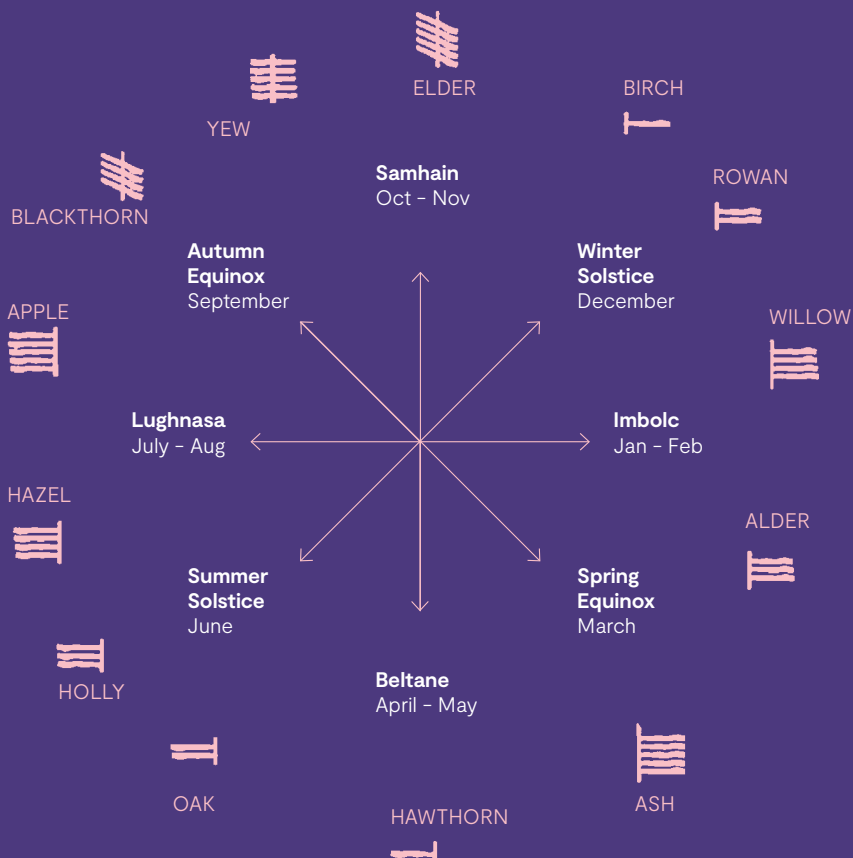 ELDER
BIRCH
YEW
Samhain
Oct – Nov
ROWAN
BLACKTHORN
Autumn
Equinox
September
Winter
Solstice
December
APPLE
WILLOW
Lughnasa
July – Aug
Imbolc
Jan – Feb
HAZEL
ALDER
Summer
Solstice
June
Spring
Equinox
March
HOLLY
Beltane
April – May
OAK
ASH
HAWTHORN